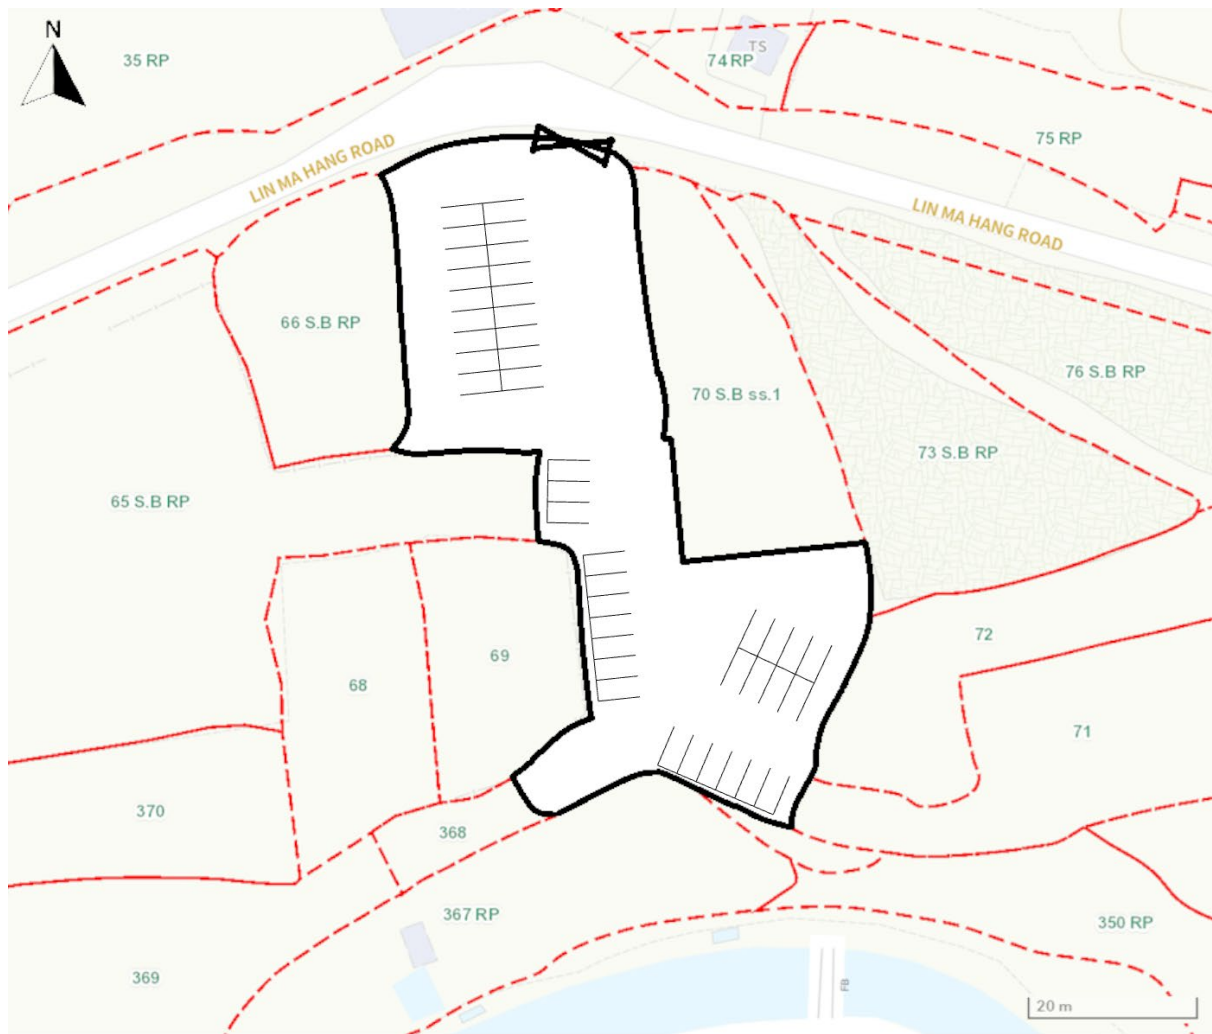 N
35 RP
74 RP
TS
75 RP
LIN MA HANG ROAD
LIN MA HANG ROAD
66 S.B RP
76 S.B RP
70 S.B ss.1
73 S.B RP
65 S.B RP
72
69
68
71
370
368
367 RP
350 RP
369
FB
20 m